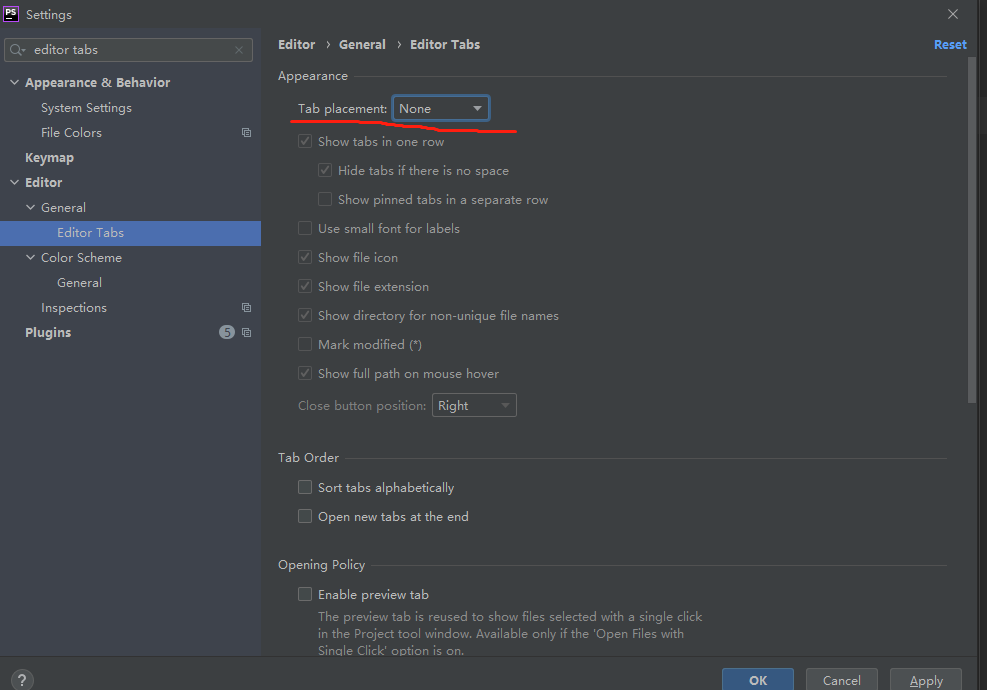 PS
Settings
editor tabs
Appearance & Behavior
System Settings
File Colors
Keymap
Editor
General
Editor Tabs
Color Scheme
General
Inspections
Plugins 5
Editor › General › Editor Tabs Reset
Appearance
Tab placement: None
Show tabs in one row
Hide tabs if there is no space
Show pinned tabs in a separate row
Use small font for labels
Show file icon
Show file extension
Show directory for non-unique file names
Mark modified (*)
Show full path on mouse hover
Close button position: Right
Tab Order
Sort tabs alphabetically
Open new tabs at the end
Opening Policy
Enable preview tab
The preview tab is reused to show files selected with a single click
in the Project tool window. Available only if the 'Open Files with
Single Click' option is on.
? OK Cancel Apply